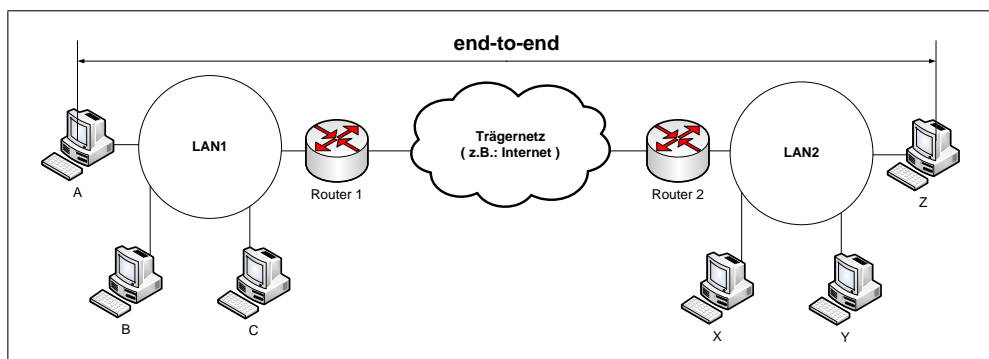 end-to-end
LAN1
Trägernetz
( z.B.: Internet )
LAN2
A
Router 1
Router 2
Z
B
C
X
Y